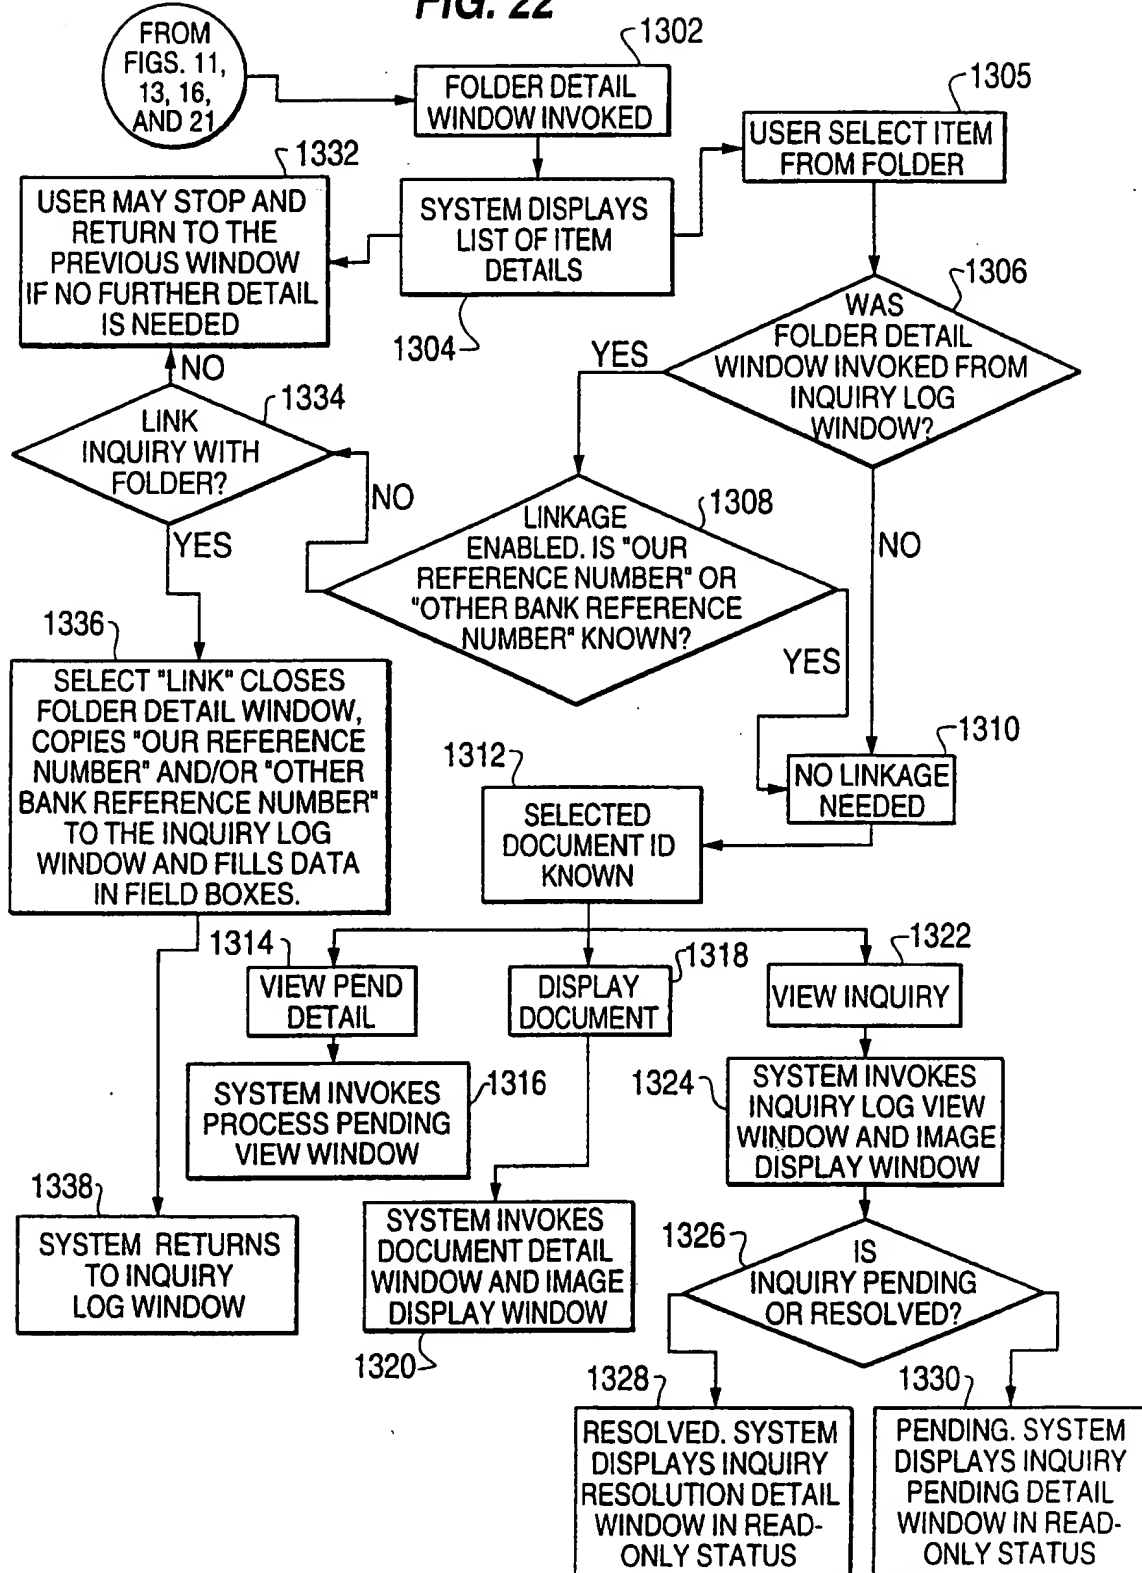 FIG. 22
FROM
FIGS. 11,
13, 16,
AND 21
1302
FOLDER DETAIL
WINDOW INVOKED
1305
USER SELECT ITEM
FROM FOLDER
1332
USER MAY STOP AND
RETURN TO THE
PREVIOUS WINDOW
IF NO FURTHER DETAIL
IS NEEDED
SYSTEM DISPLAYS
LIST OF ITEM
DETAILS
1304
1306
WAS
FOLDER DETAIL
WINDOW INVOKED FROM
INQUIRY LOG
WINDOW?
YES
NO
NO
1334
LINK
INQUIRY WITH
FOLDER?
YES
NO
1308
LINKAGE
ENABLED. IS "OUR
REFERENCE NUMBER" OR
"OTHER BANK REFERENCE
NUMBER" KNOWN?
YES
1336
SELECT "LINK" CLOSES
FOLDER DETAIL WINDOW,
COPIES "OUR REFERENCE
NUMBER" AND/OR "OTHER
BANK REFERENCE NUMBER"
TO THE INQUIRY LOG
WINDOW AND FILLS DATA
IN FIELD BOXES.
1310
NO LINKAGE
NEEDED
1312
SELECTED
DOCUMENT ID
KNOWN
1314
VIEW PEND
DETAIL
1318
DISPLAY
DOCUMENT
1322
VIEW INQUIRY
1316
SYSTEM INVOKES
PROCESS PENDING
VIEW WINDOW
1324
SYSTEM INVOKES
INQUIRY LOG VIEW
WINDOW AND IMAGE
DISPLAY WINDOW
1338
SYSTEM RETURNS
TO INQUIRY
LOG WINDOW
SYSTEM INVOKES
DOCUMENT DETAIL
WINDOW AND IMAGE
DISPLAY WINDOW
1320
1326
IS
INQUIRY PENDING
OR RESOLVED?
1328
RESOLVED. SYSTEM
DISPLAYS INQUIRY
RESOLUTION DETAIL
WINDOW IN READ-
ONLY STATUS
1330
PENDING. SYSTEM
DISPLAYS INQUIRY
PENDING DETAIL
WINDOW IN READ-
ONLY STATUS